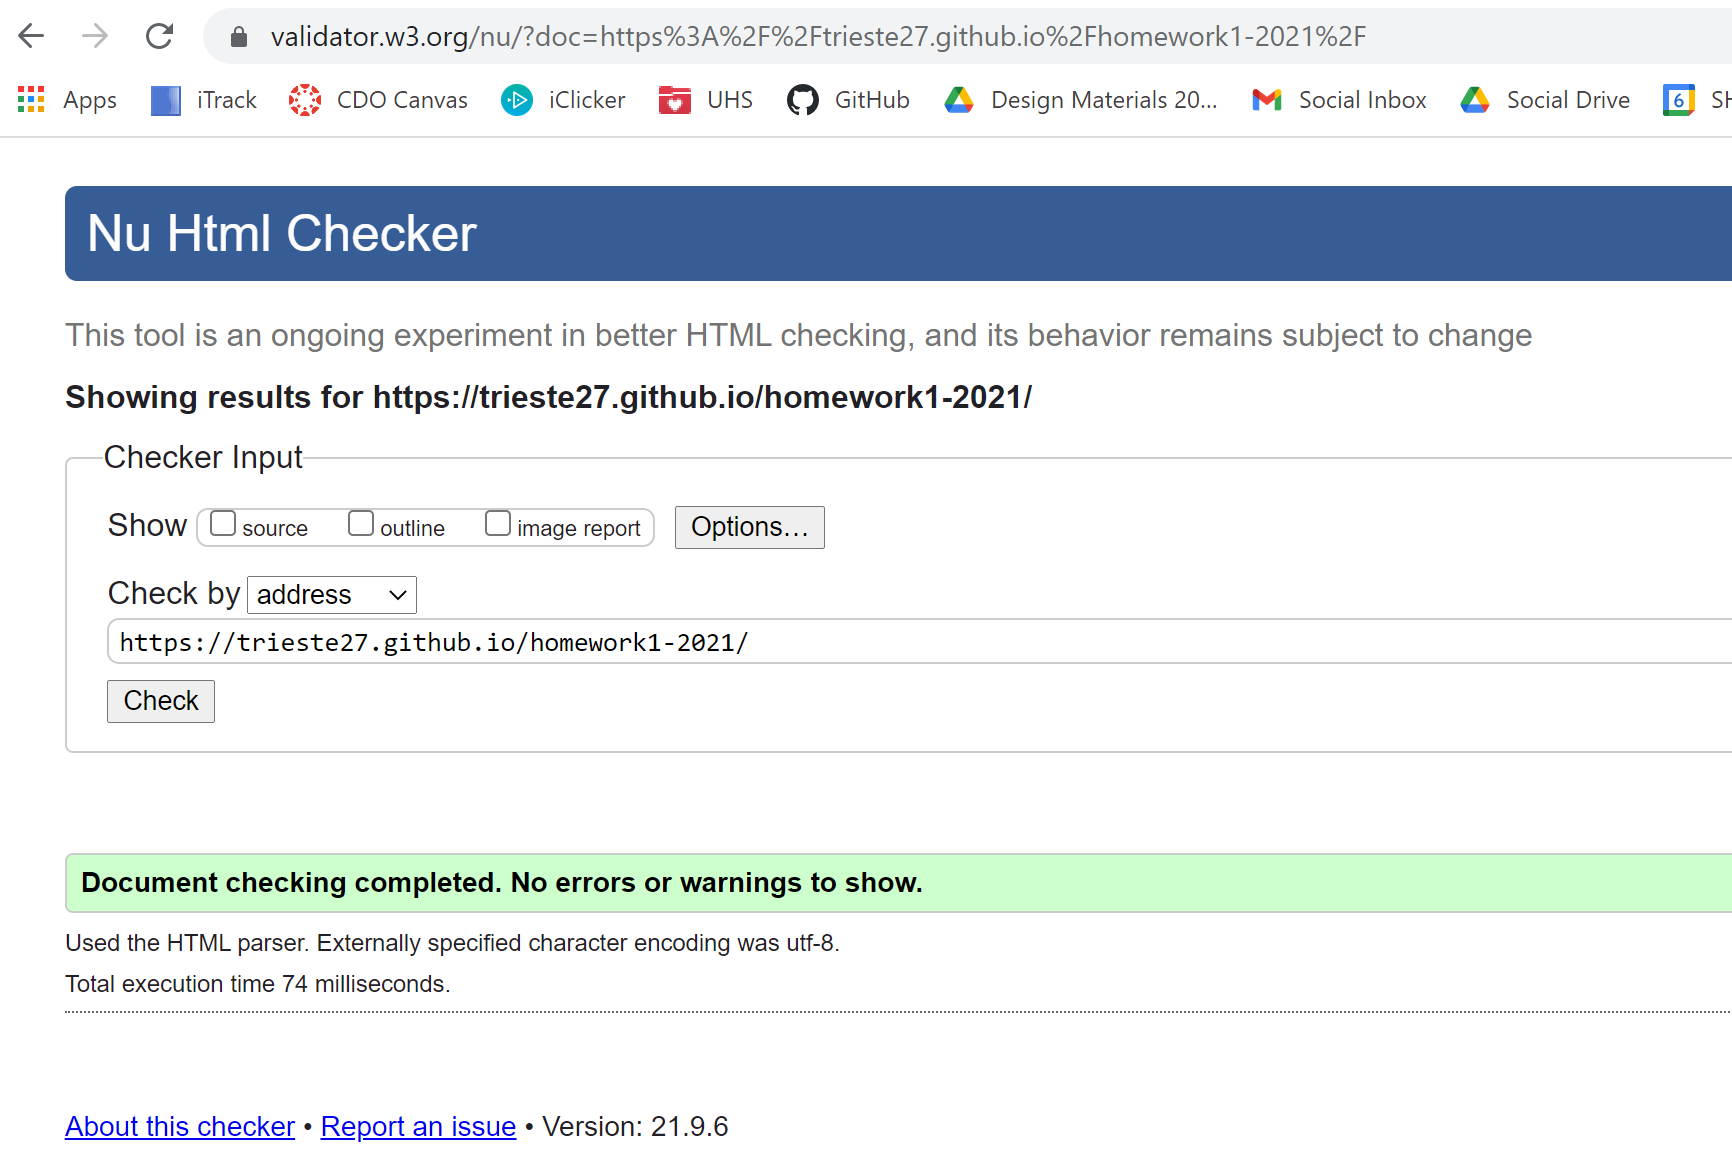 validator.w3.org/nu/?doc=https%3A%2F%2Ftrieste27.github.io%2Fhomework1-2021%2F
Apps iTrack CDO Canvas iClicker UHS GitHub Design Materials 20... Social Inbox Social Drive 6 SH
Nu Html Checker
This tool is an ongoing experiment in better HTML checking, and its behavior remains subject to change
Showing results for https://trieste27.github.io/homework1-2021/
Checker Input
Show source outline image report Options...
Check by address
https://trieste27.github.io/homework1-2021/
Check
Document checking completed. No errors or warnings to show.
Used the HTML parser. Externally specified character encoding was utf-8.
Total execution time 74 milliseconds.
About this checker • Report an issue • Version: 21.9.6